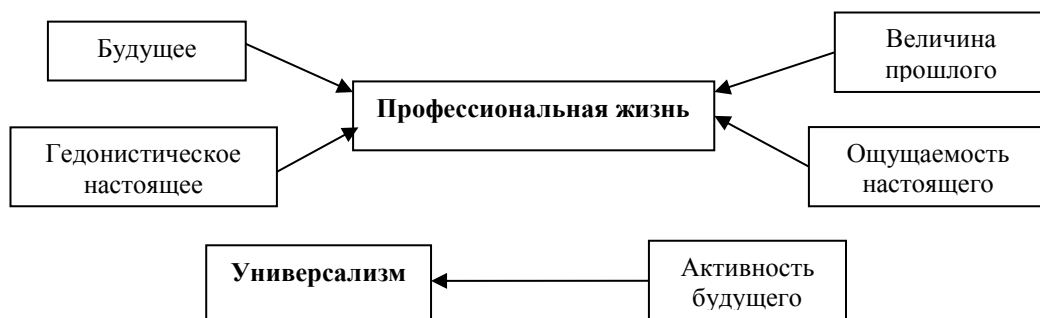 Будущее
Величина
прошлого
Профессиональная жизнь
Гедонистическое
настоящее
Ощущаемость
настоящего
Универсализм
Активность
будущего